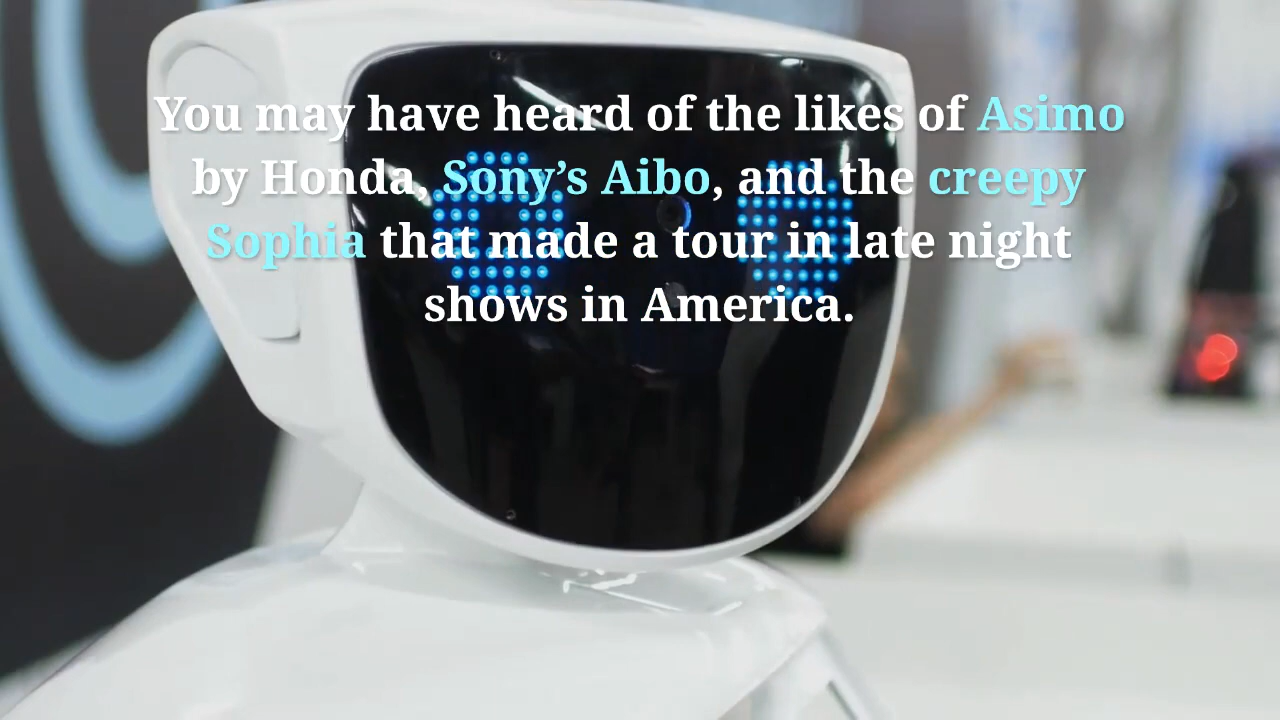 You may have heard of the likes of Asimo
by Honda, Sony’s Aibo, and the creepy
Sophia that made a tour in late night
shows in America.